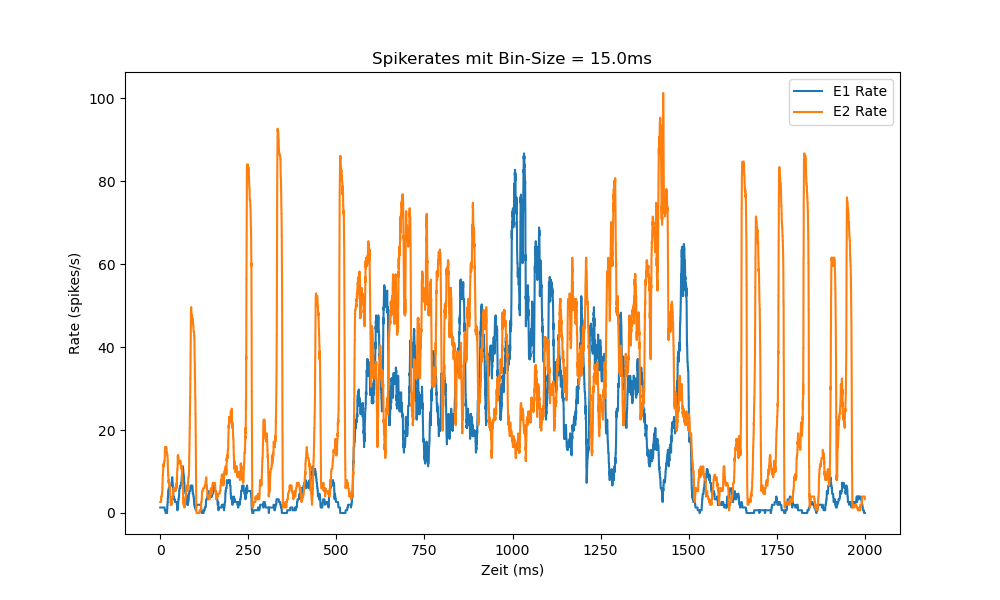 Spikerates mit Bin-Size = 15.0ms
E1 Rate
E2 Rate
Rate (spikes/s)
100
80
60
40
20
0
0 250 500 750 1000 1250 1500 1750 2000
Zeit (ms)